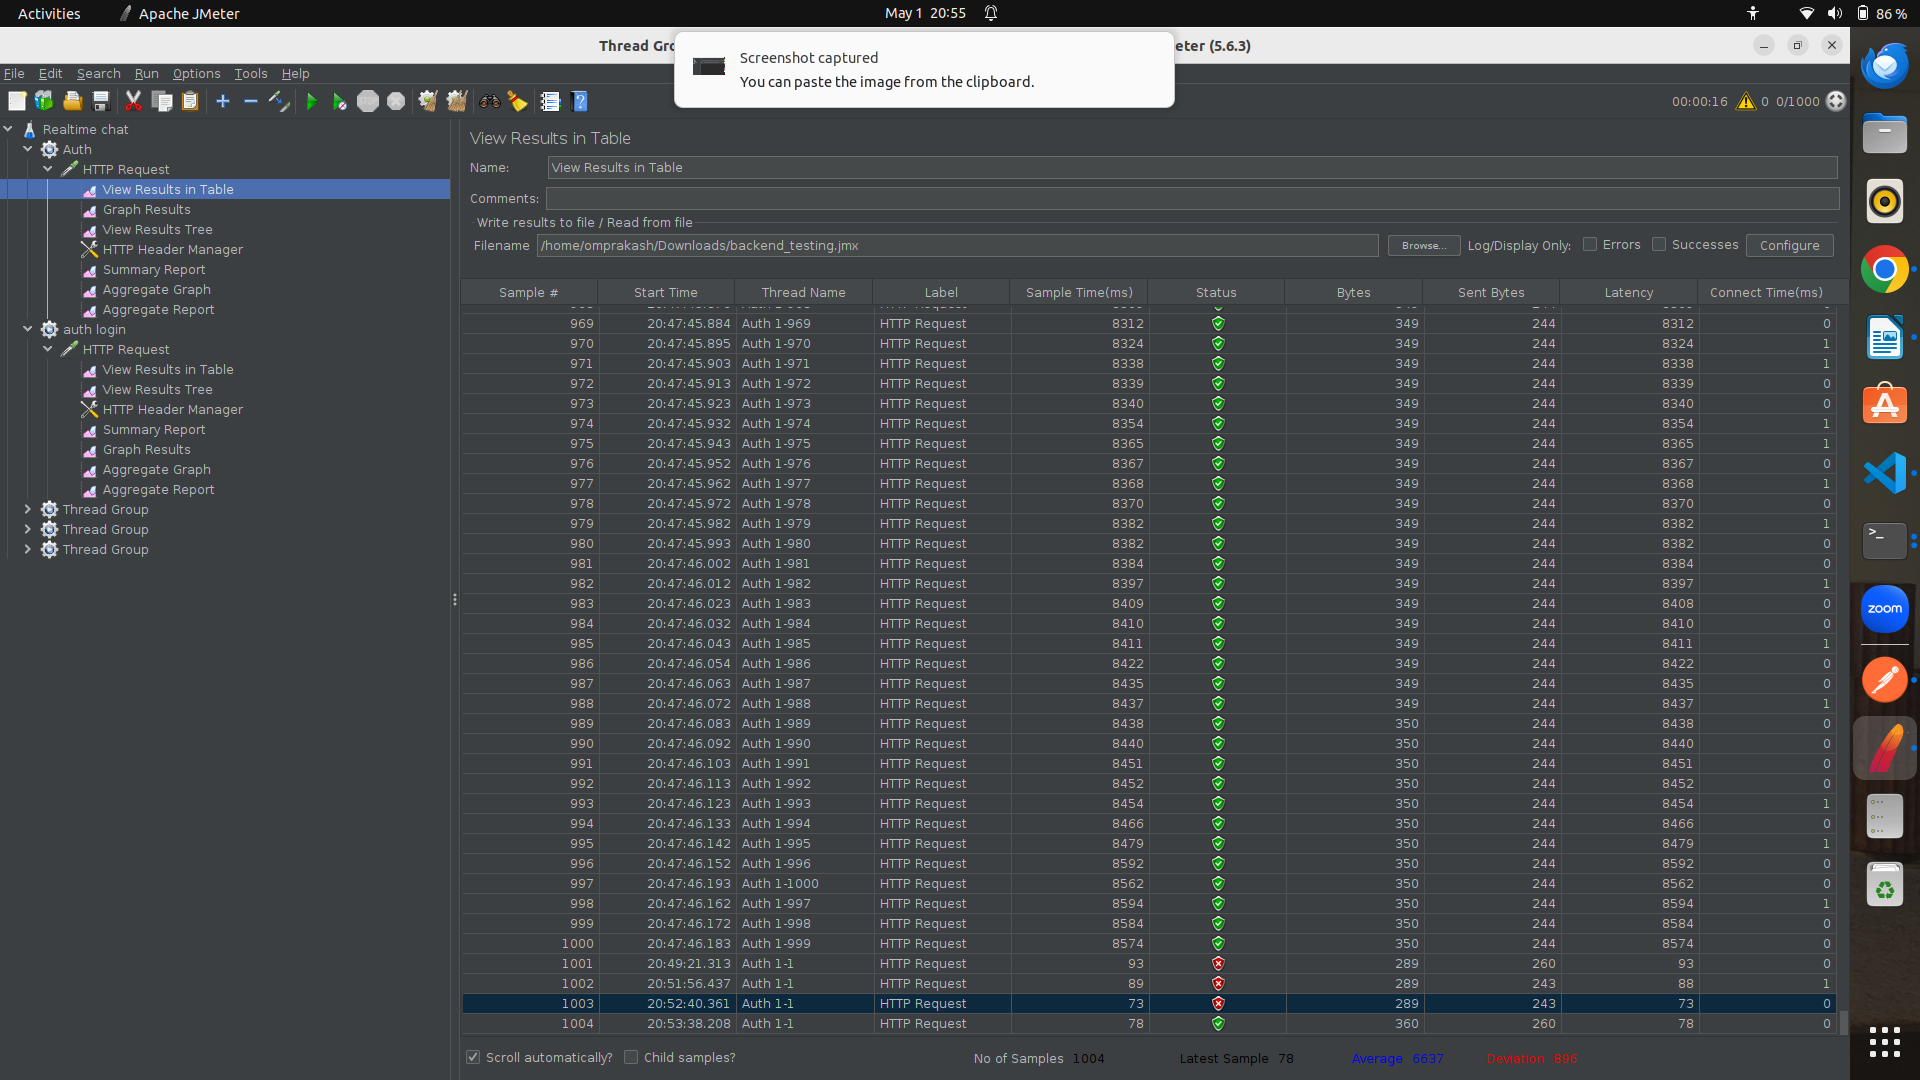 Activities Apache JMeter May 1 20:55 86 %
Thread Gro eter (5.6.3)
Screenshot captured
You can paste the image from the clipboard.
File Edit Search Run Options Tools Help
00:00:16 0 0/1000
Realtime chat
Auth
HTTP Request
View Results in Table
Graph Results
View Results Tree
HTTP Header Manager
Summary Report
Aggregate Graph
Aggregate Report
auth login
HTTP Request
View Results in Table
View Results Tree
HTTP Header Manager
Summary Report
Graph Results
Aggregate Graph
Aggregate Report
Thread Group
Thread Group
Thread Group
View Results in Table
Name: View Results in Table
Comments:
Write results to file / Read from file
Filename /home/omprakash/Downloads/backend_testing.jmx Browse... Log/Display Only: Errors Successes Configure
Sample # Start Time Thread Name Label Sample Time(ms) Status Bytes Sent Bytes Latency Connect Time(ms)
969 20:47:45.884 Auth 1-969 HTTP Request 8312 349 244 8312 0
970 20:47:45.895 Auth 1-970 HTTP Request 8324 349 244 8324 1
971 20:47:45.903 Auth 1-971 HTTP Request 8338 349 244 8338 1
972 20:47:45.913 Auth 1-972 HTTP Request 8339 349 244 8339 0
973 20:47:45.923 Auth 1-973 HTTP Request 8340 349 244 8340 0
974 20:47:45.932 Auth 1-974 HTTP Request 8354 349 244 8354 1
975 20:47:45.943 Auth 1-975 HTTP Request 8365 349 244 8365 1
976 20:47:45.952 Auth 1-976 HTTP Request 8367 349 244 8367 0
977 20:47:45.962 Auth 1-977 HTTP Request 8368 349 244 8368 1
978 20:47:45.972 Auth 1-978 HTTP Request 8370 349 244 8370 0
979 20:47:45.982 Auth 1-979 HTTP Request 8382 349 244 8382 1
980 20:47:45.993 Auth 1-980 HTTP Request 8382 349 244 8382 0
981 20:47:46.002 Auth 1-981 HTTP Request 8384 349 244 8384 0
982 20:47:46.012 Auth 1-982 HTTP Request 8397 349 244 8397 1
983 20:47:46.023 Auth 1-983 HTTP Request 8409 349 244 8408 0
984 20:47:46.032 Auth 1-984 HTTP Request 8410 349 244 8410 0
985 20:47:46.043 Auth 1-985 HTTP Request 8411 349 244 8411 1
986 20:47:46.054 Auth 1-986 HTTP Request 8422 349 244 8422 0
987 20:47:46.063 Auth 1-987 HTTP Request 8435 349 244 8435 0
988 20:47:46.072 Auth 1-988 HTTP Request 8437 349 244 8437 1
989 20:47:46.083 Auth 1-989 HTTP Request 8438 350 244 8438 0
990 20:47:46.092 Auth 1-990 HTTP Request 8440 350 244 8440 0
991 20:47:46.103 Auth 1-991 HTTP Request 8451 350 244 8451 0
992 20:47:46.113 Auth 1-992 HTTP Request 8452 350 244 8452 0
993 20:47:46.123 Auth 1-993 HTTP Request 8454 350 244 8454 1
994 20:47:46.133 Auth 1-994 HTTP Request 8466 350 244 8466 0
995 20:47:46.142 Auth 1-995 HTTP Request 8479 350 244 8479 1
996 20:47:46.152 Auth 1-996 HTTP Request 8592 350 244 8592 0
997 20:47:46.193 Auth 1-1000 HTTP Request 8562 350 244 8562 0
998 20:47:46.162 Auth 1-997 HTTP Request 8594 350 244 8594 1
999 20:47:46.172 Auth 1-998 HTTP Request 8584 350 244 8584 0
1000 20:47:46.183 Auth 1-999 HTTP Request 8574 350 244 8574 0
1001 20:49:21.313 Auth 1-1 HTTP Request 93 289 260 93 0
1002 20:51:56.437 Auth 1-1 HTTP Request 89 289 243 88 1
1003 20:52:40.361 Auth 1-1 HTTP Request 73 289 243 73 0
1004 20:53:38.208 Auth 1-1 HTTP Request 78 360 260 78 0
Scroll automatically? Child samples? No of Samples 1004 Latest Sample 78 Average 6637 Deviation 896
zoom